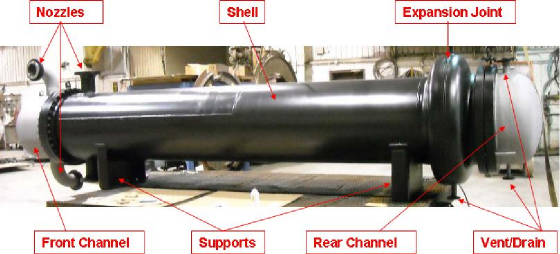 Nozzles
Shell
Expansion Joint
Front Channel
Supports
Rear Channel
Vent/Drain